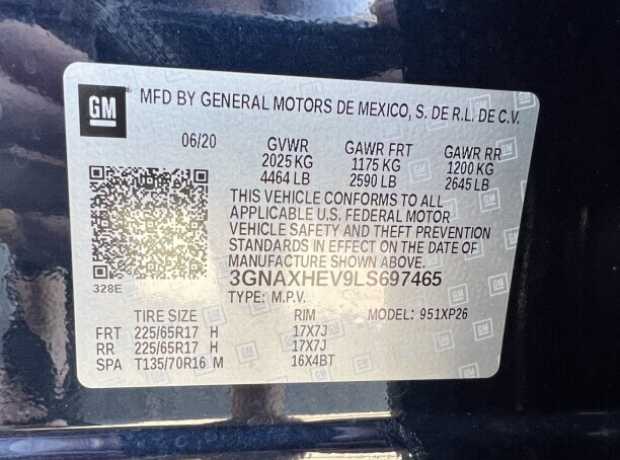 GM
MFD BY GENERAL MOTORS DE MEXICO, S. DE R.L. DE C.V.
06/20 GVWR GAWR FRT GAWR RR
2025 KG 1175 KG 1200 KG
4464 LB 2590 LB 2645 LB
THIS VEHICLE CONFORMS TO ALL
APPLICABLE U.S. FEDERAL MOTOR
VEHICLE SAFETY AND THEFT PREVENTION
STANDARDS IN EFFECT ON THE DATE OF
MANUFACTURE SHOWN ABOVE.
328E
3GNAXHEV9LS697465
TYPE: M.P.V.
TIRE SIZE RIM MODEL: 951XP26
FRT 225/65R17 H 17X7J
RR 225/65R17 H 17X7J
SPA T135/70R16 M 16X4BT